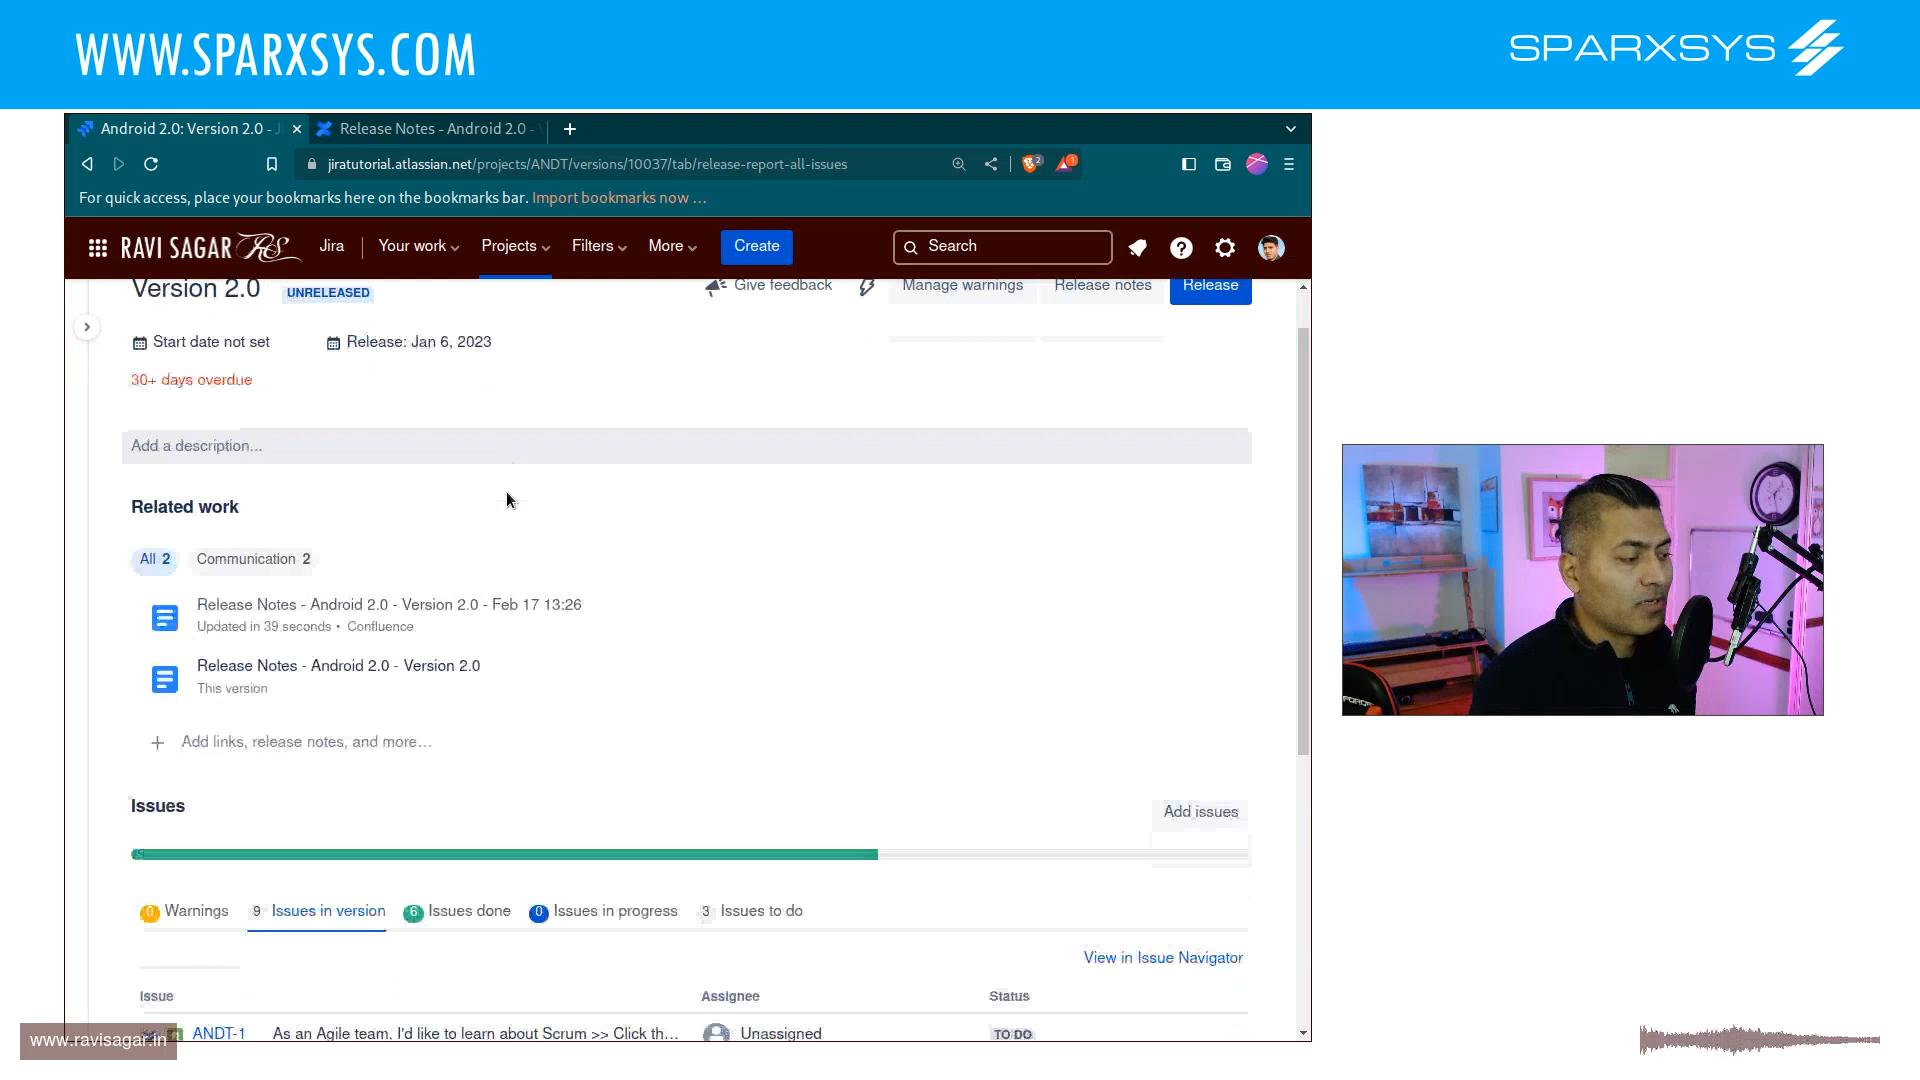 WWW.SPARXSYS.COM
SPARXSYS
Android 2.0: Version 2.0 - J
Release Notes - Android 2.0 -
jiratutorial.atlassian.net/projects/ANDT/versions/10037/tab/release-report-all-issues
2
1
For quick access, place your bookmarks here on the bookmarks bar. Import bookmarks now ...
RAVI SAGAR RS
Jira
Your work
Projects
Filters
More
Create
Search
Version 2.0
UNRELEASED
Give feedback
Manage warnings
Release notes
Release
Start date not set
Release: Jan 6, 2023
30+ days overdue
Add a description...
Related work
All 2
Communication 2
Release Notes - Android 2.0 - Version 2.0 - Feb 17 13:26
Updated in 39 seconds • Confluence
Release Notes - Android 2.0 - Version 2.0
This version
Add links, release notes, and more…
Issues
Add issues
0 Warnings
9 Issues in version
6 Issues done
0 Issues in progress
3 Issues to do
View in Issue Navigator
Issue
Assignee
Status
ANDT-1
As an Agile team, I'd like to learn about Scrum >> Click th...
Unassigned
TO DO
www.ravisagar.in